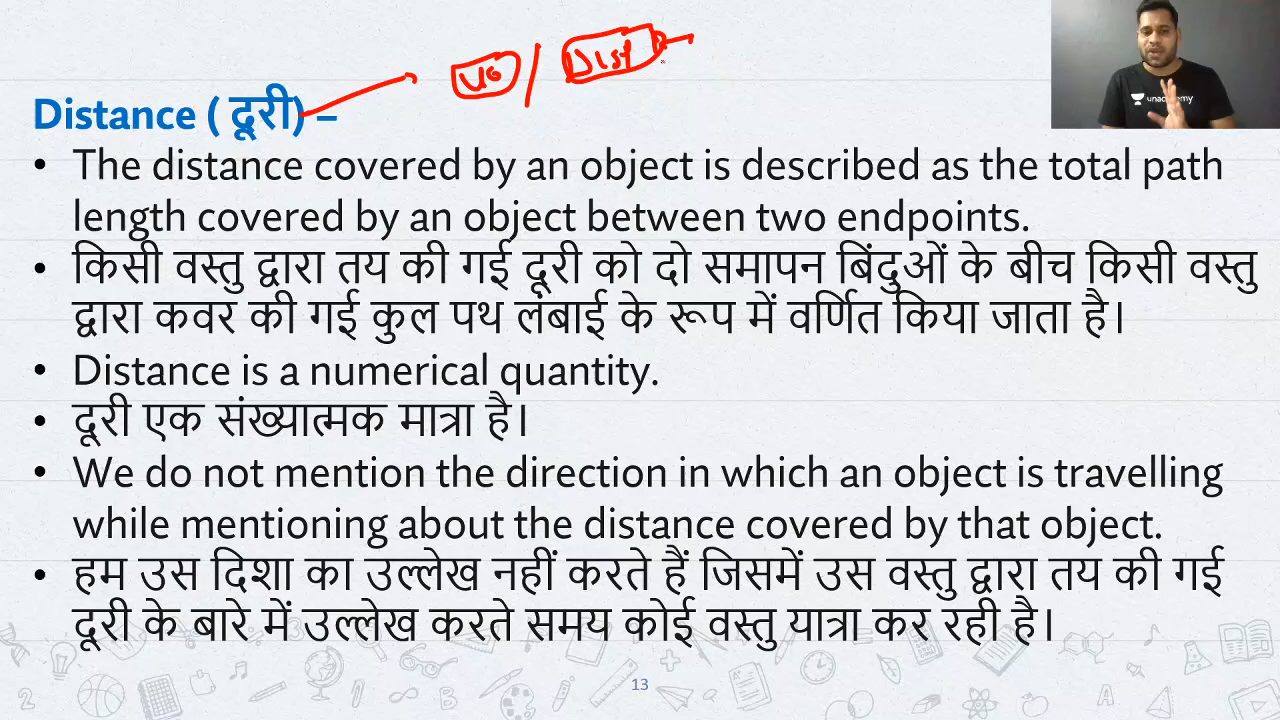 Dist
Distance ( दूरी) –
• The distance covered by an object is described as the total path
length covered by an object between two endpoints.
• किसी वस्तु द्वारा तय की गई दूरी को दो समापन बिंदुओं के बीच किसी वस्तु
द्वारा कवर की गई कुल पथ लंबाई के रूप में वर्णित किया जाता है।
• Distance is a numerical quantity.
• दूरी एक संख्यात्मक मात्रा है।
• We do not mention the direction in which an object is travelling
while mentioning about the distance covered by that object.
• हम उस दिशा का उल्लेख नहीं करते हैं जिसमें उस वस्तु द्वारा तय की गई
दूरी के बारे में उल्लेख करते समय कोई वस्तु यात्रा कर रही है।
13
unacademy